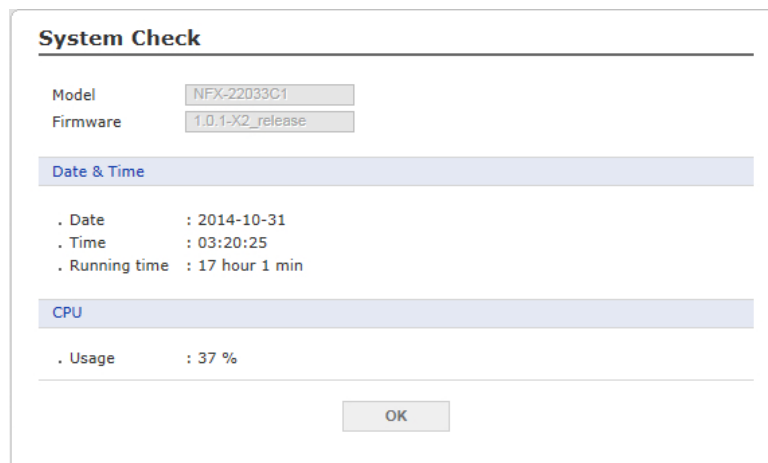 System Check
Model NFX-22033C1
Firmware 1.0.1-X2_release
Date & Time
. Date : 2014-10-31
. Time : 03:20:25
. Running time : 17 hour 1 min
CPU
. Usage : 37 %
OK